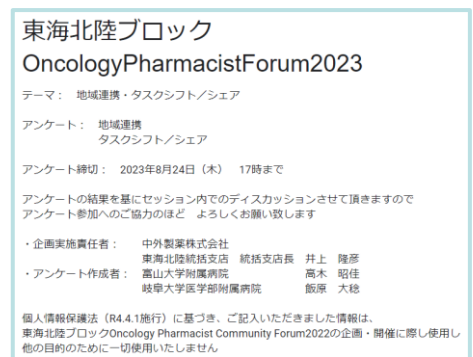 東海北陸ブロック
OncologyPharmacistForum2023
テーマ： 地域連携・タスクシフト／シェア
アンケート： 地域連携
タスクシフト／シェア
アンケート締切： 2023年8月24日（木） 17時まで
アンケートの結果を基にセッション内でのディスカッションさせて頂きますので
アンケート参加へのご協力のほど よろしくお願い致します
・企画実施責任者： 中外製薬株式会社
東海北陸統括支店 統括支店長 井上 隆彦
・アンケート作成者： 富山大学附属病院 高木 昭佳
岐阜大学医学部附属病院 飯原 大稔
個人情報保護法（R4.4.1施行）に基づき、ご記入いただきました情報は、
東海北陸ブロックOncology Pharmacist Community Forum2022の企画・開催に際し使用し
他の目的のために一切使用いたしません